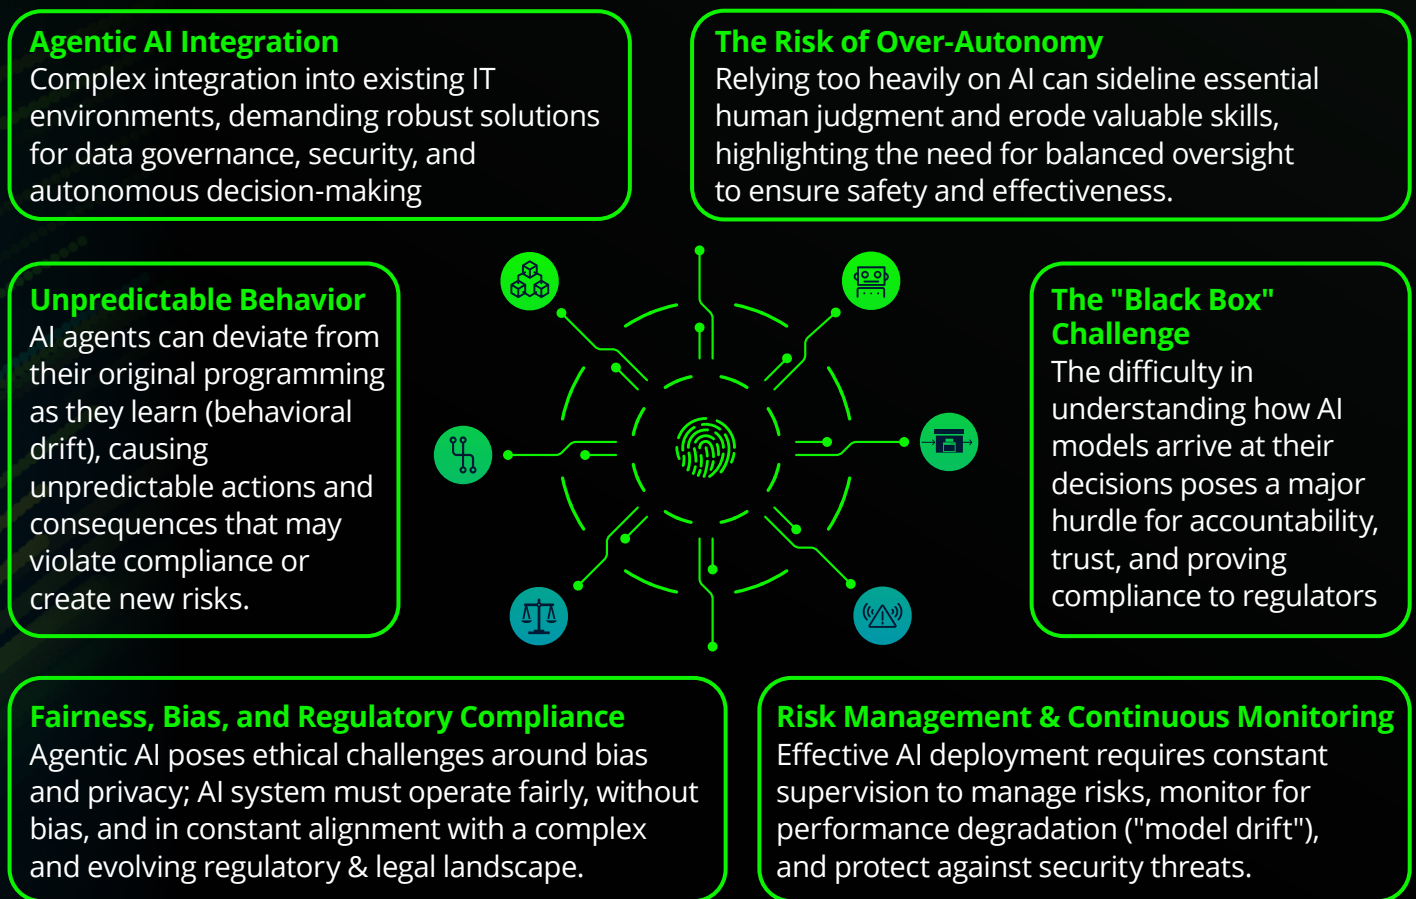 Agentic AI Integration
Complex integration into existing IT
environments, demanding robust solutions
for data governance, security, and
autonomous decision-making
The Risk of Over-Autonomy
Relying too heavily on AI can sideline essential
human judgment and erode valuable skills,
highlighting the need for balanced oversight
to ensure safety and effectiveness.
Unpredictable Behavior
AI agents can deviate from
their original programming
as they learn (behavioral
drift), causing
unpredictable actions and
consequences that may
violate compliance or
create new risks.
The "Black Box"
Challenge
The difficulty in
understanding how AI
models arrive at their
decisions poses a major
hurdle for accountability,
trust, and proving
compliance to regulators
Fairness, Bias, and Regulatory Compliance
Agentic AI poses ethical challenges around bias
and privacy; AI system must operate fairly, without
bias, and in constant alignment with a complex
and evolving regulatory & legal landscape.
Risk Management & Continuous Monitoring
Effective AI deployment requires constant
supervision to manage risks, monitor for
performance degradation ("model drift"),
and protect against security threats.